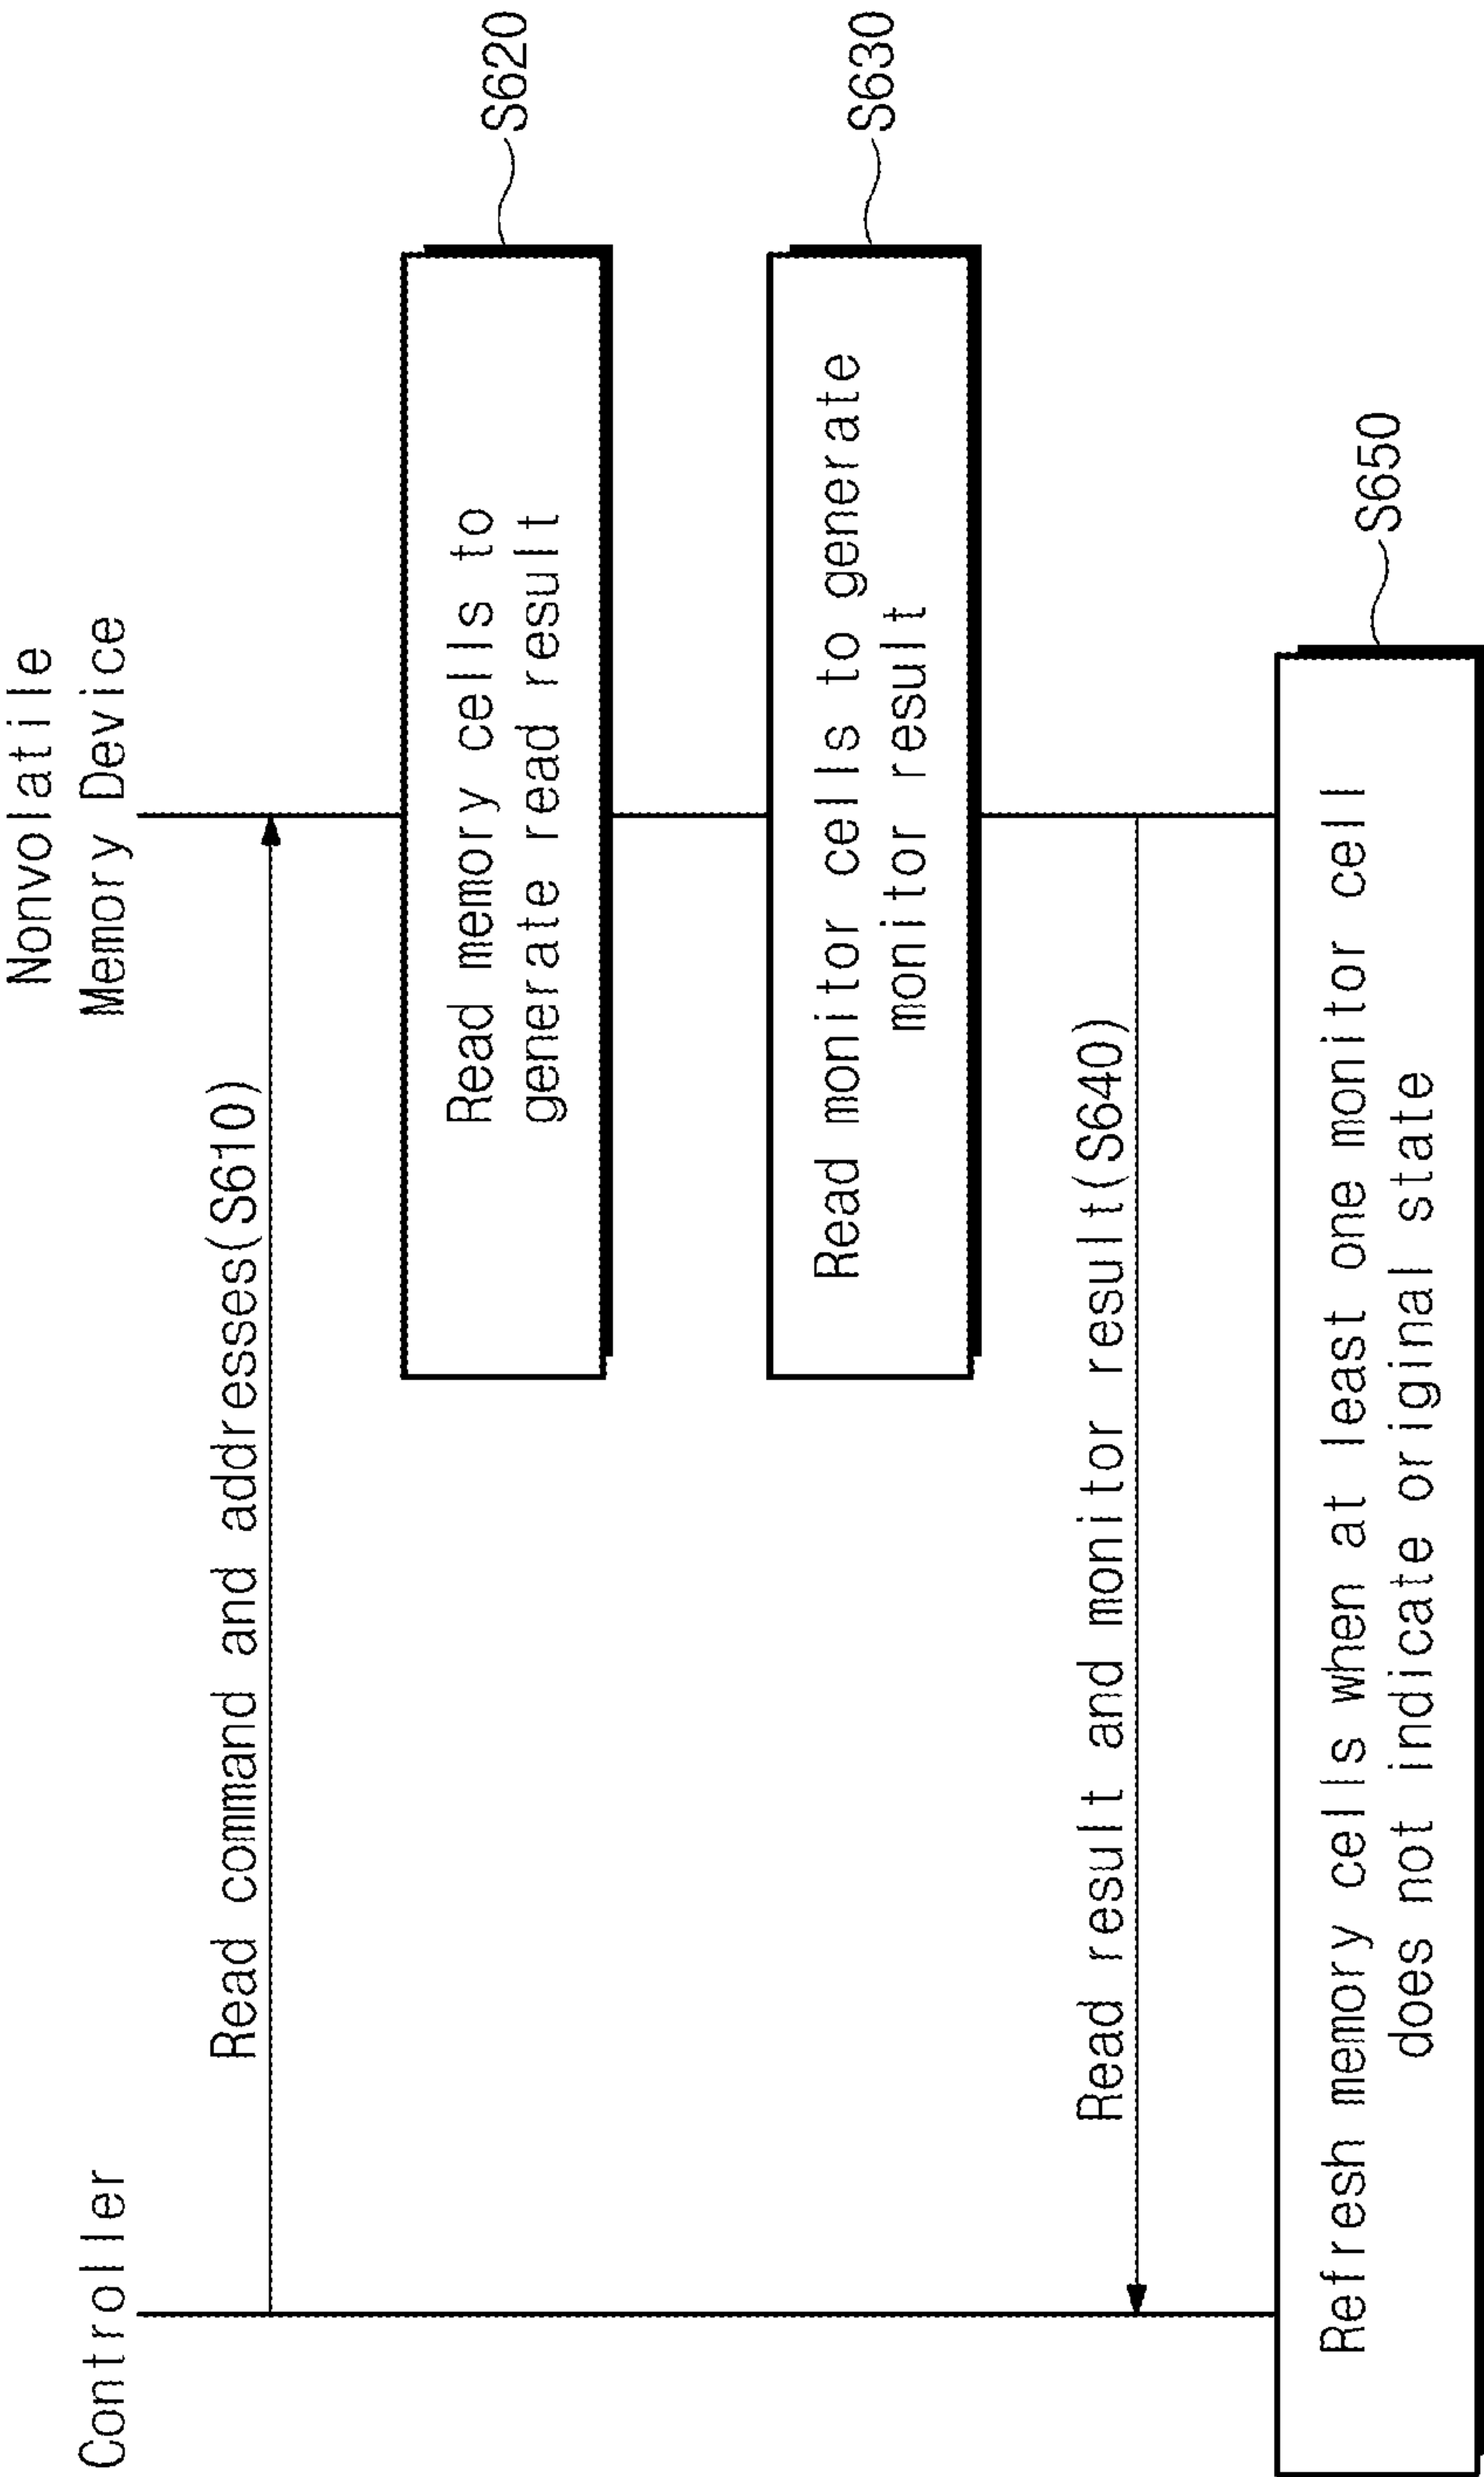 Controller
Nonvolatile
Memory Device
Read command and addresses(S610)
Read memory cells to
generate read result
S620
Read monitor cells to generate
monitor result
S630
Read result and monitor result(S640)
Refresh memory cells when at least one monitor cell
does not indicate original state
S650